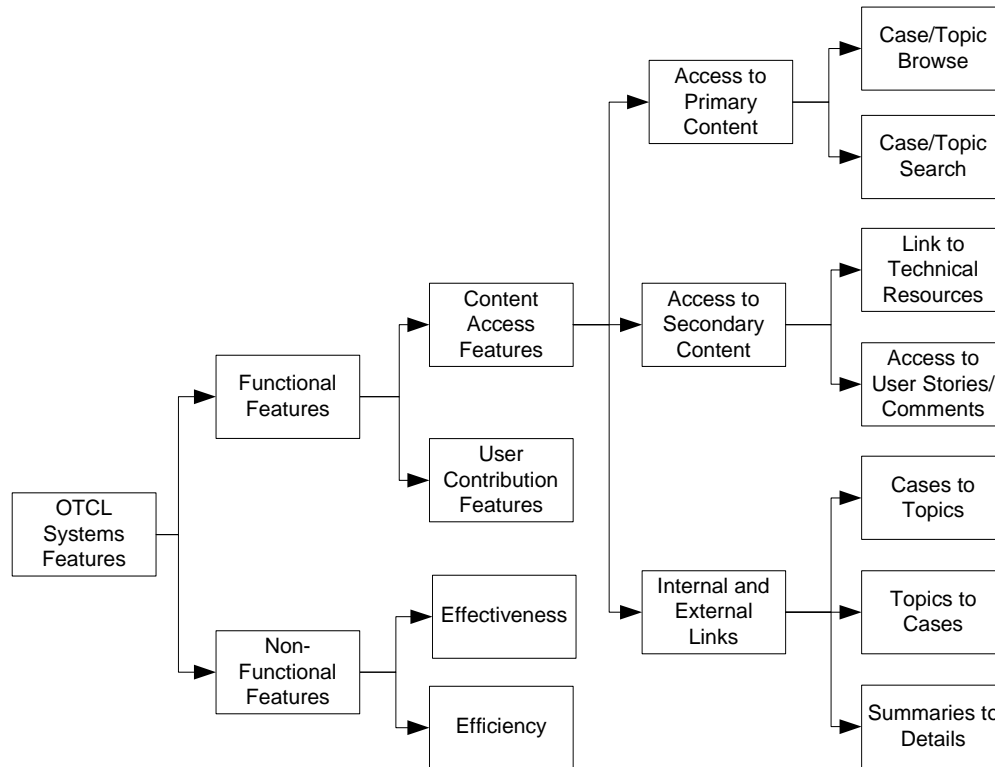 OTCL
Systems
Features
Functional
Features
Non-
Functional
Features
Content
Access
Features
User
Contribution
Features
Effectiveness
Efficiency
Access to
Primary
Content
Access to
Secondary
Content
Internal and
External
Links
Case/Topic
Browse
Case/Topic
Search
Link to
Technical
Resources
Access to
User Stories/
Comments
Cases to
Topics
Topics to
Cases
Summaries to
Details